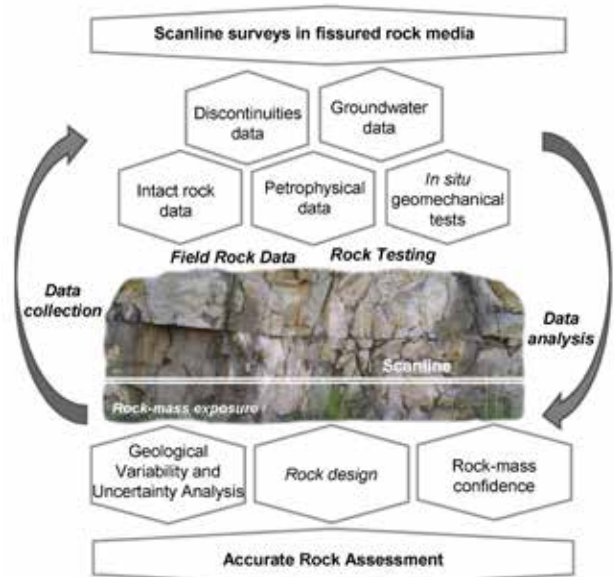 Scanline surveys in fissured rock media
Discontinuities
data
Groundwater
data
Intact rock
data
Petrophysical
data
In situ
geomechanical
tests
Field Rock Data
Rock Testing
Data
collection
Data
analysis
Scanline
Rock-mass exposure
Geological
Variability and
Uncertainty Analysis
Rock design
Rock-mass
confidence
Accurate Rock Assessment